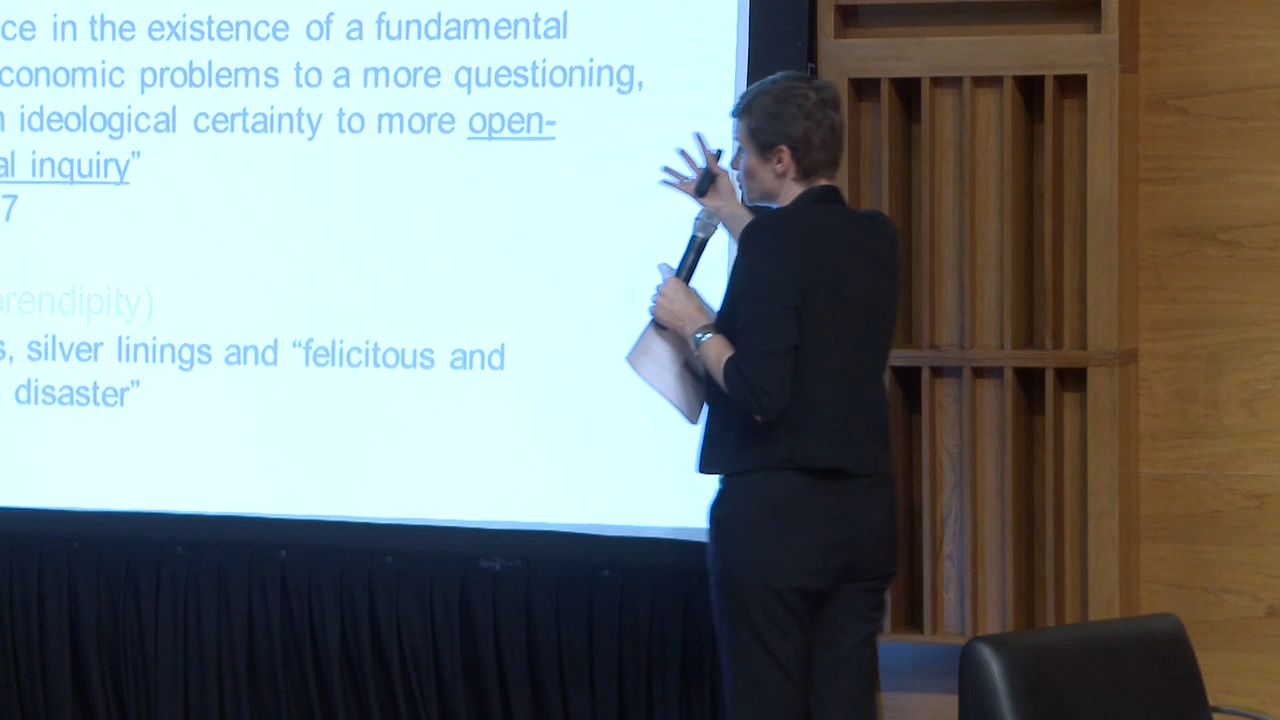 ce in the existence of a fundamental
conomic problems to a more questioning,
n ideological certainty to more open-
al inquiry”
7
rendipity)
s, silver linings and “felicitous and
disaster”